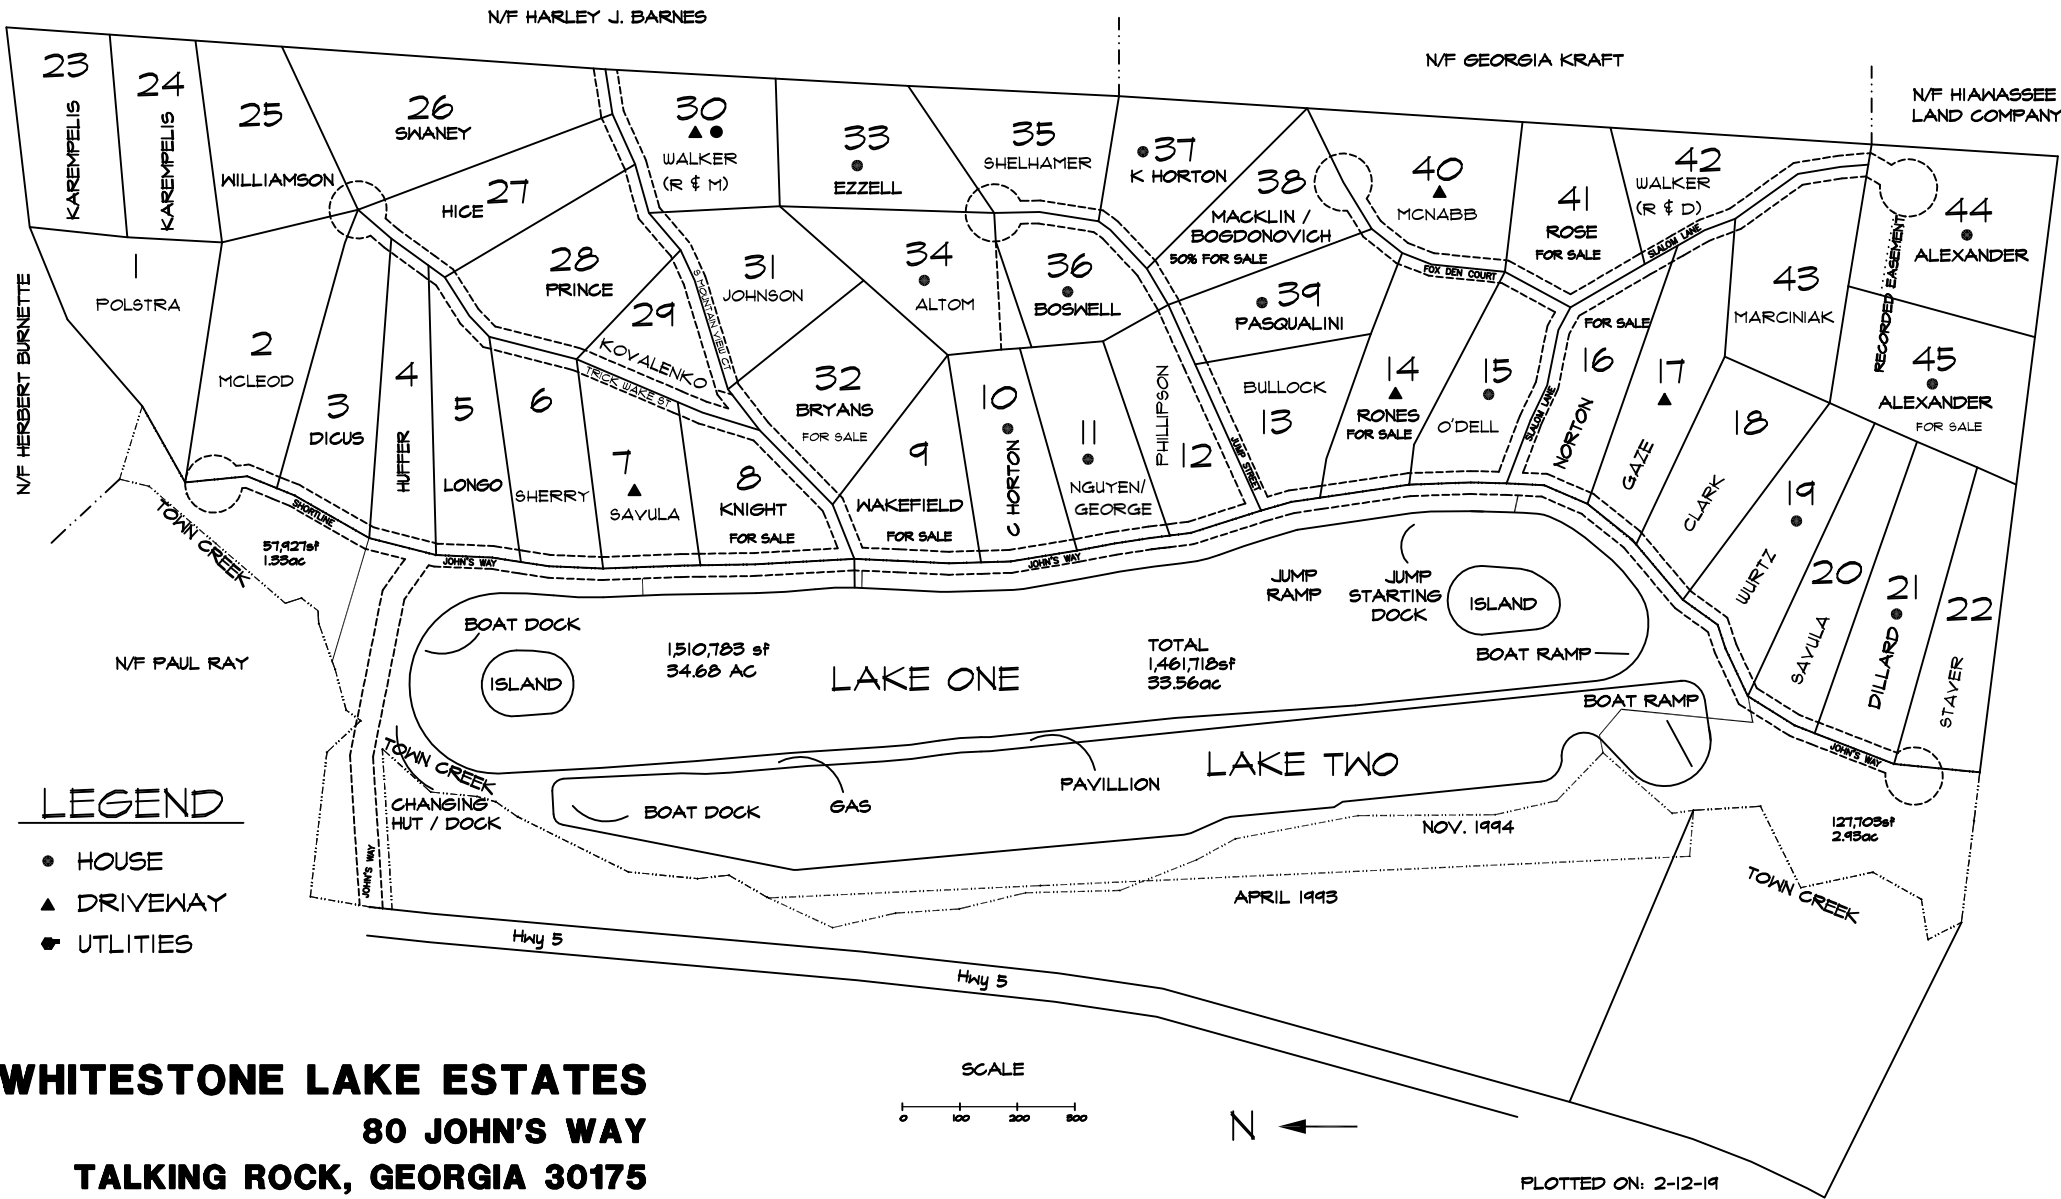 N/F HARLEY J. BARNES
N/F GEORGIA KRAFT
N/F HIAWASSEE
LAND COMPANY
23
KAREMPELIS
24
KAREMPELIS
25
WILLIAMSON
26
SWANEY
HICE 27
28
PRINCE
29
KOVALENKO
30
WALKER
(R & M)
31
JOHNSON
32
BRYANS
FOR SALE
33
EZZELL
34
ALTOM
35
SHELHAMER
36
BOSWELL
37
K HORTON
38
MACKLIN /
BOGDONOVICH
50% FOR SALE
39
PASQUALINI
40
MCNABB
41
ROSE
FOR SALE
42
WALKER
(R & D)
43
MARCINIAK
44
ALEXANDER
RECORDED EASEMENT
45
ALEXANDER
FOR SALE
N/F HERBERT BURNETTE
1
POLSTRA
2
MCLEOD
3
DICUS
4
HUFFER
5
LONGO
6
SHERRY
7
SAVULA
8
KNIGHT
FOR SALE
9
WAKEFIELD
FOR SALE
10
C HORTON
11
NGUYEN/
GEORGE
PHILLIPSON
12
BULLOCK
13
14
RONES
FOR SALE
15
O'DELL
FOR SALE
16
NORTON
17
GAZE
18
CLARK
19
WURTZ
20
SAVULA
21
DILLARD
22
STAVER
S MOUNTAIN VIEW CT
TRICK WAKE ST
JUMP STREET
FOX DEN COURT
SLALOM LANE
SLALOM LANE
SHORTLINE
JOHN'S WAY
JOHN'S WAY
JOHN'S WAY
JOHN'S WAY
TOWN CREEK
57,927sf
1.33ac
N/F PAUL RAY
BOAT DOCK
ISLAND
1,510,783 sf
34.68 AC
LAKE ONE
TOTAL
1,461,718sf
33.56ac
JUMP
RAMP
JUMP
STARTING
DOCK
ISLAND
BOAT RAMP
BOAT RAMP
LAKE TWO
PAVILLION
GAS
BOAT DOCK
TOWN CREEK
CHANGING
HUT / DOCK
NOV. 1994
APRIL 1993
127,703sf
2.93ac
TOWN CREEK
LEGEND
HOUSE
DRIVEWAY
UTLITIES
Hwy 5
Hwy 5
WHITESTONE LAKE ESTATES
80 JOHN'S WAY
TALKING ROCK, GEORGIA 30175
SCALE
0 100 200 300
N
PLOTTED ON: 2-12-19